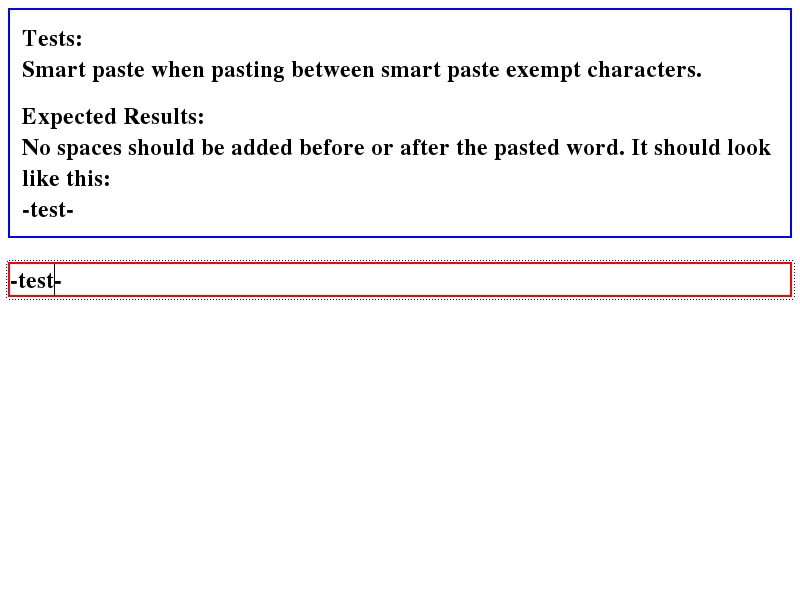 Tests:
Smart paste when pasting between smart paste exempt characters.
Expected Results:
No spaces should be added before or after the pasted word. It should look
like this:
-test-
-test-